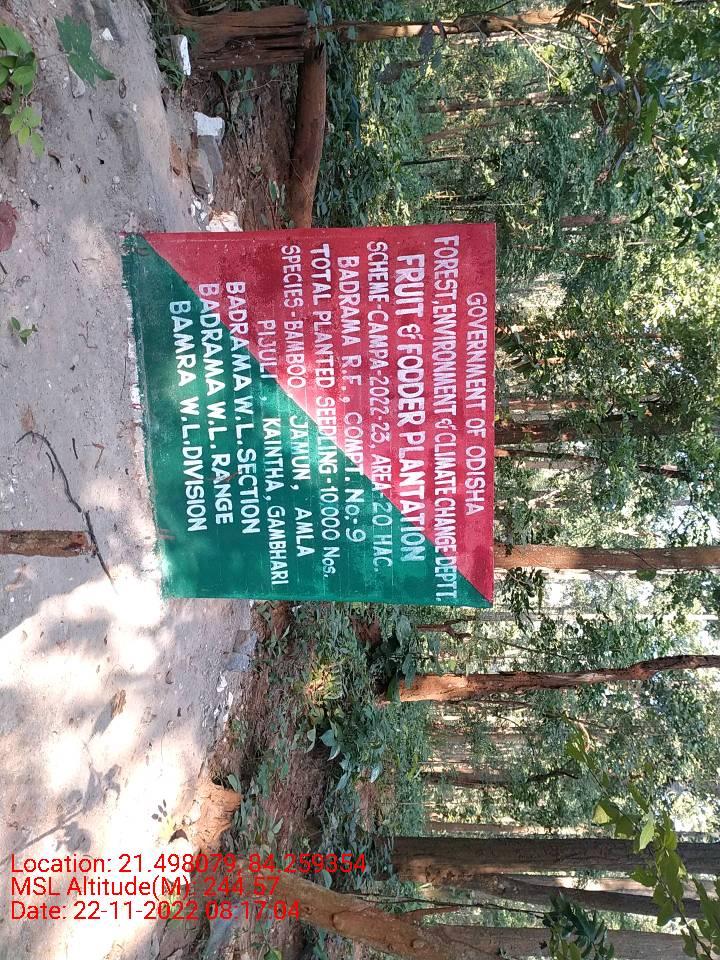 GOVERNMENT OF ODISHA
FOREST, ENVIRONMENT & CLIMATE CHANGE DEPTT.
FRUIT & FODDER PLANTATION
SCHEME-CAMPA-2022-23, AREA-20 HAC.
BADRAMA R.F., COMPT. No.-9
TOTAL PLANTED SEEDLING-10,000 Nos.
SPECIES-BAMBOO, JAMUN, AMLA
PIJULI, KAINTHA, GAMBHARI
BADRAMA W.L. SECTION
BADRAMA W.L. RANGE
BAMRA W.L. DIVISION
Location: 21.498079, 84.259354
MSL Altitude(M): 244.57
Date: 22-11-2022 08:17:04